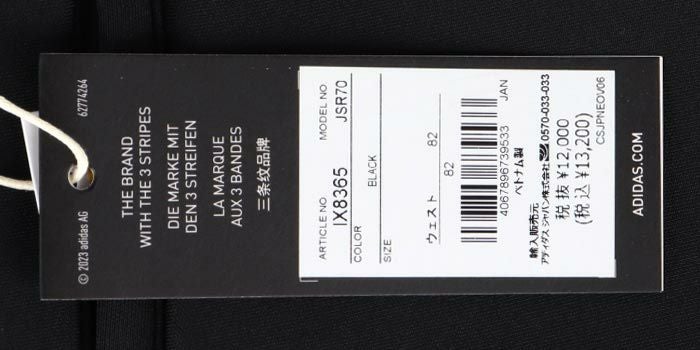 62774264
THE BRAND
WITH THE 3 STRIPES
DIE MARKE MIT
DEN 3 STREIFEN
LA MARQUE
AUX 3 BANDES
三条纹品牌
© 2023 adidas AG
ARTICLE NO
IX8365
MODEL NO
JSR70
COLOR
BLACK
SIZE
ウェスト 82
82
JAN
4067896739533
ベトナム製
輸入販売元
アディダスジャパン株式会社 0570-033-033
税 抜 ¥12,000
(税 込 ¥13,200)
CSJPNEOV06
ADIDAS.COM